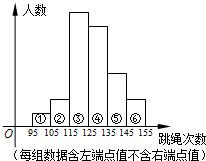 人数
① ② ③ ④ ⑤ ⑥
O 95 105 115 125 135 145 155 跳绳次数
(每组数据含左端点值不含右端点值)